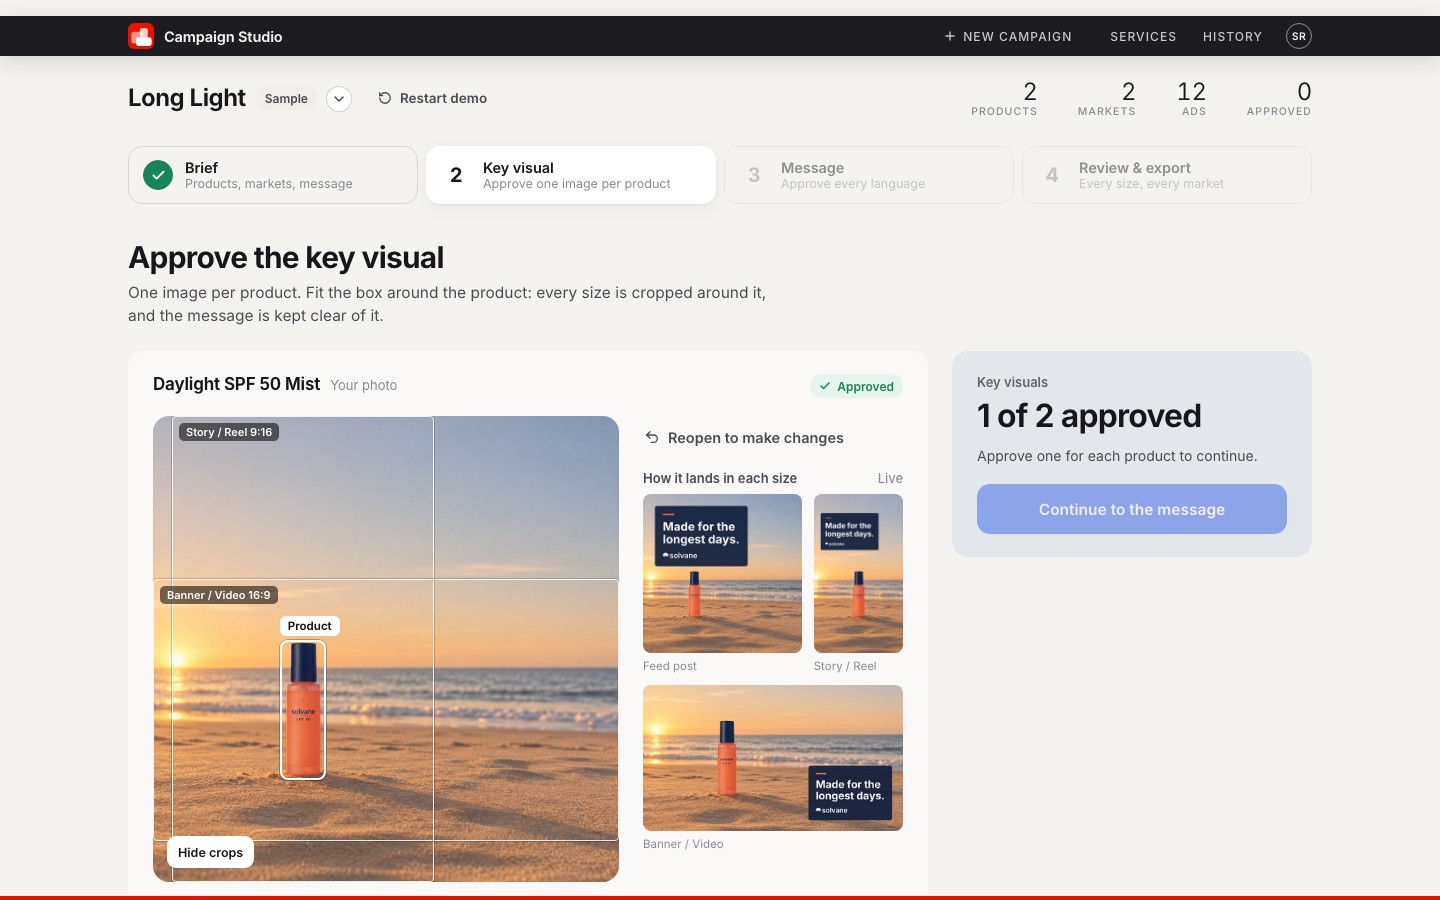 Campaign Studio
+ NEW CAMPAIGN
SERVICES
HISTORY
SR
Long Light
Sample
Restart demo
2
PRODUCTS
2
MARKETS
12
ADS
0
APPROVED
Brief
Products, markets, message
2
Key visual
Approve one image per product
3
Message
Approve every language
4
Review & export
Every size, every market
Approve the key visual
One image per product. Fit the box around the product: every size is cropped around it,
and the message is kept clear of it.
Daylight SPF 50 Mist
Your photo
Approved
Story / Reel 9:16
Banner / Video 16:9
Product
solvane
SPF 50
Hide crops
Reopen to make changes
How it lands in each size
Live
Made for the
longest days.
solvane
Feed post
Made for the
longest days.
solvane
Story / Reel
Made for the
longest days.
solvane
Banner / Video
Key visuals
1 of 2 approved
Approve one for each product to continue.
Continue to the message